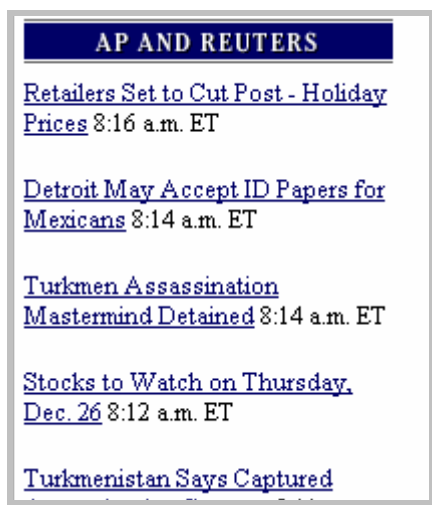 AP AND REUTERS
Retailers Set to Cut Post - Holiday
Prices 8:16 a.m. ET
Detroit May Accept ID Papers for
Mexicans 8:14 a.m. ET
Turkmen Assassination
Mastermind Detained 8:14 a.m. ET
Stocks to Watch on Thursday,
Dec. 26 8:12 a.m. ET
Turkmenistan Says Captured